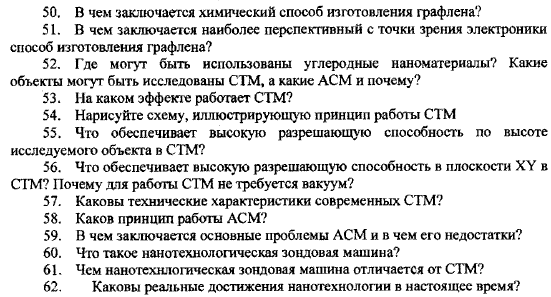 50. В чем заключается химический способ изготовления графлена?
51. В чем заключается наиболее перспективный с точки зрения электроники
способ изготовления графлена?
52. Где могут быть использованы углеродные наноматериалы? Какие
объекты могут быть исследованы СТМ, а какие АСМ и почему?
53. На каком эффекте работает СТМ?
54. Нарисуйте схему, иллюстрирующую принцип работы СТМ
55. Что обеспечивает высокую разрешающую способность по высоте
исследуемого объекта в СТМ?
56. Что обеспечивает высокую разрешающую способность в плоскости XY в
СТМ? Почему для работы СТМ не требуется вакуум?
57. Каковы технические характеристики современных СТМ?
58. Каков принцип работы АСМ?
59. В чем заключается основные проблемы АСМ и в чем его недостатки?
60. Что такое нанотехнологическая зондовая машина?
61. Чем нанотехнлогическая зондовая машина отличается от СТМ?
62. Каковы реальные достижения нанотехнологии в настоящее время?